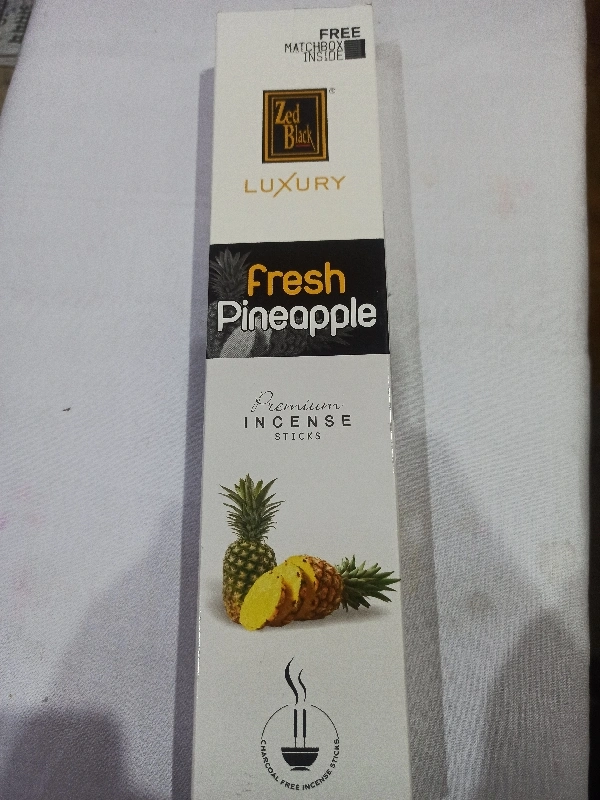 FREE
MATCHBOX
INSIDE
Zed
Black
®
LUXURY
fresh
Pineapple
Premium
INCENSE
STICKS
CHARCOAL FREE INCENSE STICKS